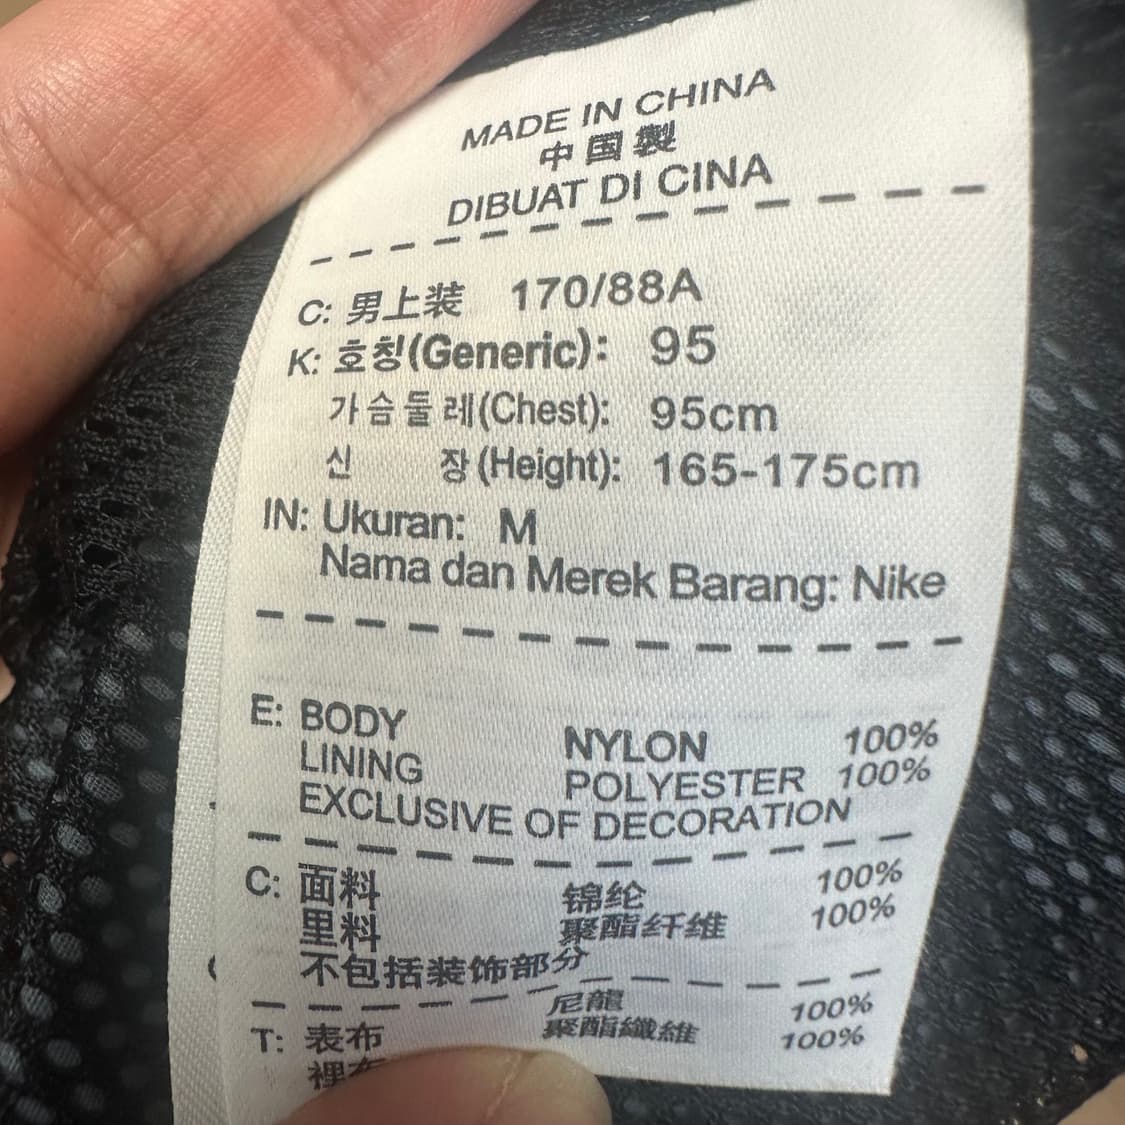 MADE IN CHINA
中国製
DIBUAT DI CINA
C: 男上装 170/88A
K: 호칭(Generic): 95
가슴둘레(Chest): 95cm
신 장(Height): 165-175cm
IN: Ukuran: M
Nama dan Merek Barang: Nike
E: BODY NYLON 100%
LINING POLYESTER 100%
EXCLUSIVE OF DECORATION
C: 面料 锦纶 100%
里料 聚酯纤维 100%
不包括装饰部分
T: 表布 尼龍 100%
裡布 聚酯纖維 100%